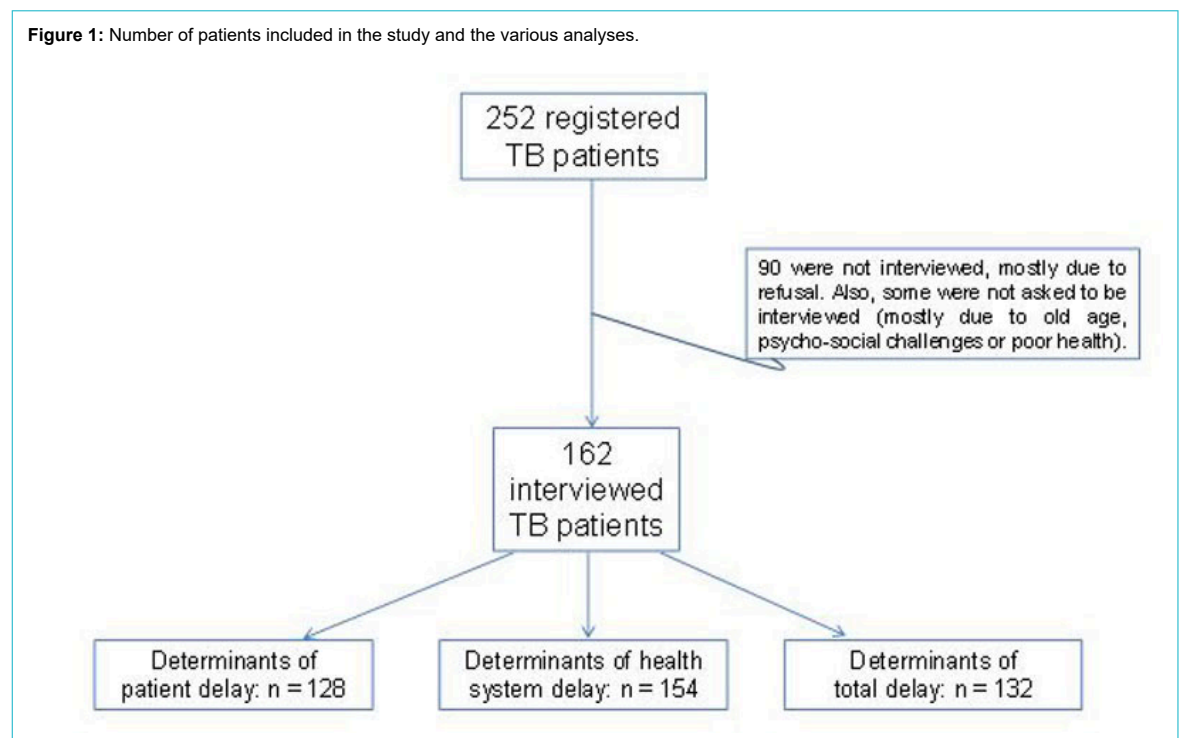 Figure 1: Number of patients included in the study and the various analyses.
252 registered
TB patients
90 were not interviewed, mostly due to
refusal. Also, some were not asked to be
interviewed (mostly due to old age,
psycho-social challenges or poor health).
162
interviewed
TB patients
Determinants of
patient delay: n = 128
Determinants of health
system delay: n = 154
Determinants of
total delay: n = 132